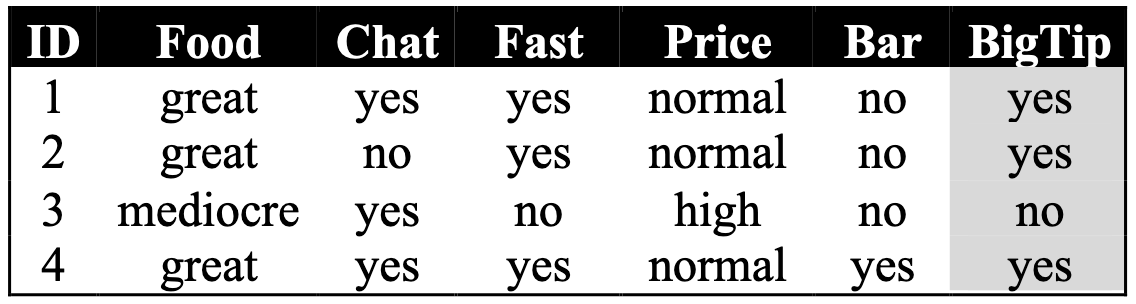 ID Food Chat Fast Price Bar BigTip
1 great yes yes normal no yes
2 great no yes normal no yes
3 mediocre yes no high no no
4 great yes yes normal yes yes